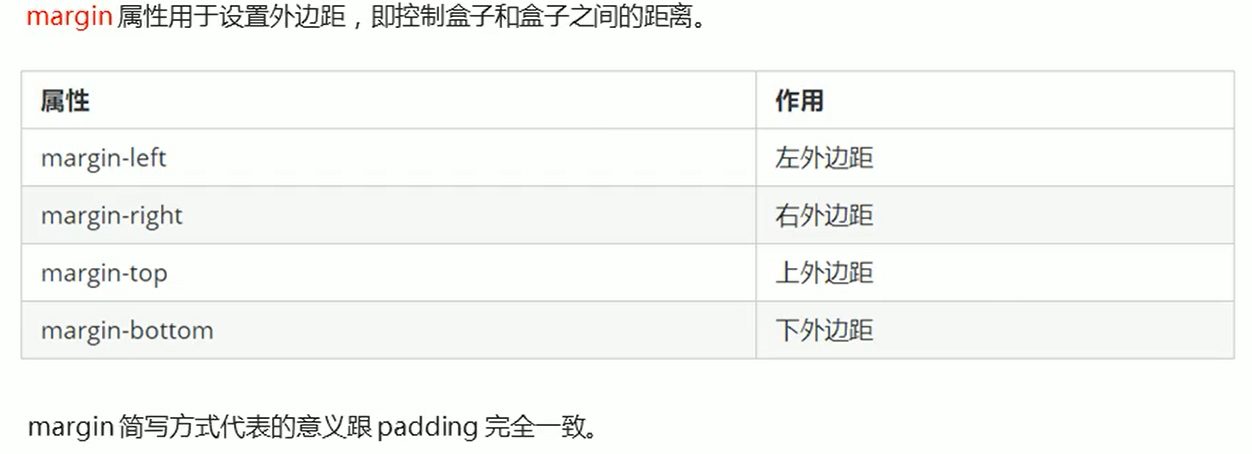 margin 属性用于设置外边距，即控制盒子和盒子之间的距离。
属性 作用
margin-left 左外边距
margin-right 右外边距
margin-top 上外边距
margin-bottom 下外边距
margin 简写方式代表的意义跟 padding 完全一致。